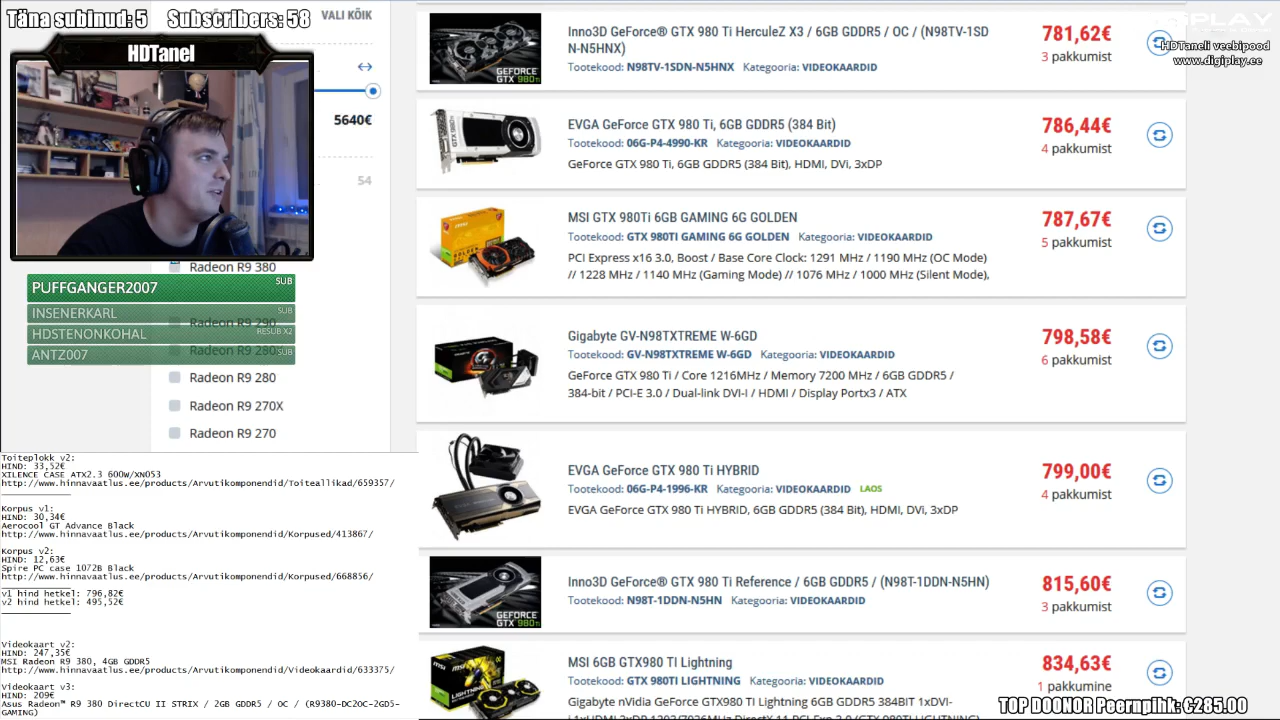 Täna subinud: 5
Subscribers: 58
HDTanel
VALI KÕIK
5640€
54
Radeon R9 380
Radeon R9 290
Radeon R9 280x
Radeon R9 280
Radeon R9 270X
Radeon R9 270
PUFFGANGER2007 SUB
INSENERKARL SUB
HDSTENONKOHAL RESUB X2
ANTZ007 SUB
Toiteplokk v2:
HIND: 33,52€
XILENCE CASE ATX2,3 600W/XN053
http://www.hinnavaatlus.ee/products/Arvutikomponendid/Toiteallikad/659357/
Korpus v1:
HIND: 30,34€
Aerocool GT Advance Black
http://www.hinnavaatlus.ee/products/Arvutikomponendid/Korpused/413867/
Korpus v2:
HIND: 12,63€
Spire PC case 1072B Black
http://www.hinnavaatlus.ee/products/Arvutikomponendid/Korpused/668856/
v1 hind hetkel: 796,82€
v2 hind hetkel: 495,52€
Videokaart v2:
HIND: 247,35€
MSI Radeon R9 380, 4GB GDDR5
http://www.hinnavaatlus.ee/products/Arvutikomponendid/Videokaardid/633375/
Videokaart v3:
HIND: 209€
Asus Radeon™ R9 380 DirectCU II STRIX / 2GB GDDR5 / OC / (R9380-DC2OC-2GD5-
GAMING)
Inno3D GeForce® GTX 980 Ti HerculeZ X3 / 6GB GDDR5 / OC / (N98TV-1SD
N-N5HNX)
Tootekood: N98TV-1SDN-N5HNX Kategooria: VIDEOKAARDID
781,62€
3 pakkumist
GEFORCE
GTX 980 Ti
HDTaneli veebipood
www.digiplay.ee
EVGA GeForce GTX 980 Ti, 6GB GDDR5 (384 Bit)
Tootekood: 06G-P4-4990-KR Kategooria: VIDEOKAARDID
GeForce GTX 980 Ti, 6GB GDDR5 (384 Bit), HDMI, DVi, 3xDP
786,44€
4 pakkumist
MSI GTX 980Ti 6GB GAMING 6G GOLDEN
Tootekood: GTX 980TI GAMING 6G GOLDEN Kategooria: VIDEOKAARDID
PCI Express x16 3.0, Boost / Base Core Clock: 1291 MHz / 1190 MHz (OC Mode)
// 1228 MHz / 1140 MHz (Gaming Mode) // 1076 MHz / 1000 MHz (Silent Mode),
787,67€
5 pakkumist
Gigabyte GV-N98TXTREME W-6GD
Tootekood: GV-N98TXTREME W-6GD Kategooria: VIDEOKAARDID
GeForce GTX 980 Ti / Core 1216MHz / Memory 7200 MHz / 6GB GDDR5 /
384-bit / PCI-E 3.0 / Dual-link DVI-I / HDMI / Display Portx3 / ATX
798,58€
6 pakkumist
EVGA GeForce GTX 980 Ti HYBRID
Tootekood: 06G-P4-1996-KR Kategooria: VIDEOKAARDID LAOS
EVGA GeForce GTX 980 Ti HYBRID, 6GB GDDR5 (384 Bit), HDMI, DVi, 3xDP
799,00€
4 pakkumist
Inno3D GeForce® GTX 980 Ti Reference / 6GB GDDR5 / (N98T-1DDN-N5HN)
Tootekood: N98T-1DDN-N5HN Kategooria: VIDEOKAARDID
815,60€
3 pakkumist
GEFORCE
GTX 980 Ti
MSI 6GB GTX980 TI Lightning
Tootekood: GTX 980TI LIGHTNING Kategooria: VIDEOKAARDID
Gigabyte nVidia GeForce GTX980 TI Lightning 6GB GDDR5 384BIT 1xDVI-
834,63€
1 pakkumine
TOP DOONOR Peernpihk: €285.00